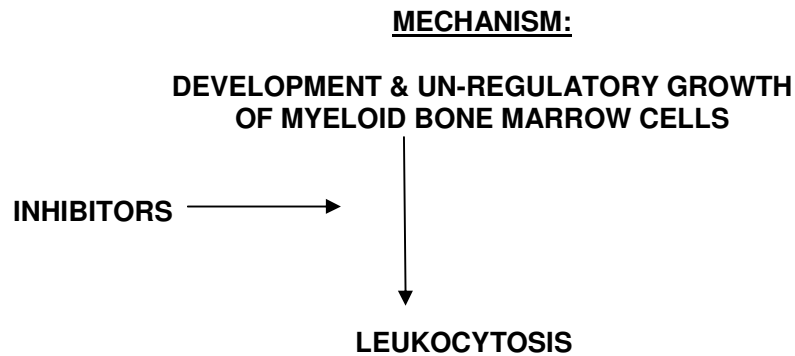 MECHANISM:
DEVELOPMENT & UN-REGULATORY GROWTH
OF MYELOID BONE MARROW CELLS
INHIBITORS
LEUKOCYTOSIS